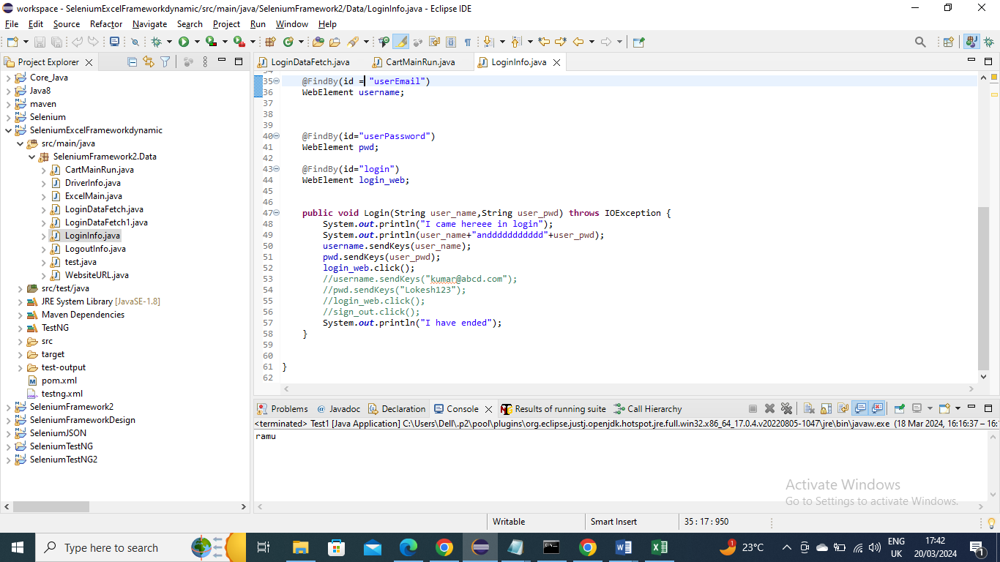 workspace - SeleniumExcelFrameworkdynamic/src/main/java/SeleniumFramework2/Data/LoginInfo.java - Eclipse IDE
File Edit Source Refactor Navigate Search Project Run Window Help
Project Explorer
Core_Java
Java8
maven
Selenium
SeleniumExcelFrameworkdynamic
src/main/java
SeleniumFramework2.Data
CartMainRun.java
DriverInfo.java
ExcelMain.java
LoginDataFetch.java
LoginDataFetch1.java
LoginInfo.java
LogoutInfo.java
test.java
WebsiteURL.java
src/test/java
JRE System Library [JavaSE-1.8]
Maven Dependencies
TestNG
src
target
test-output
pom.xml
testng.xml
SeleniumFramework2
SeleniumFrameworkDesign
SeleniumJSON
SeleniumTestNG
SeleniumTestNG2
LoginDataFetch.java CartMainRun.java LoginInfo.java
34
35 @FindBy(id = "userEmail")
36 WebElement username;
37
38
39
40 @FindBy(id="userPassword")
41 WebElement pwd;
42
43 @FindBy(id="login")
44 WebElement login_web;
45
46
47 public void Login(String user_name,String user_pwd) throws IOException {
48 System.out.println("I came hereee in login");
49 System.out.println(user_name+"anddddddddddd"+user_pwd);
50 username.sendKeys(user_name);
51 pwd.sendKeys(user_pwd);
52 login_web.click();
53 //username.sendKeys("kumar@abcd.com");
54 //pwd.sendKeys("Lokesh123");
55 //login_web.click();
56 //sign_out.click();
57 System.out.println("I have ended");
58 }
59
60
61 }
62
Problems Javadoc Declaration Console Results of running suite Call Hierarchy
<terminated> Test1 [Java Application] C:\Users\Dell\.p2\pool\plugins\org.eclipse.justj.openjdk.hotspot.jre.full.win32.x86_64_17.0.4.v20220805-1047\jre\bin\javaw.exe (18 Mar 2024, 16:16:37 – 16:
ramu
Activate Windows
Go to Settings to activate Windows.
Writable Smart Insert 35 : 17 : 950
Type here to search 23°C ENG UK 17:42 20/03/2024 1